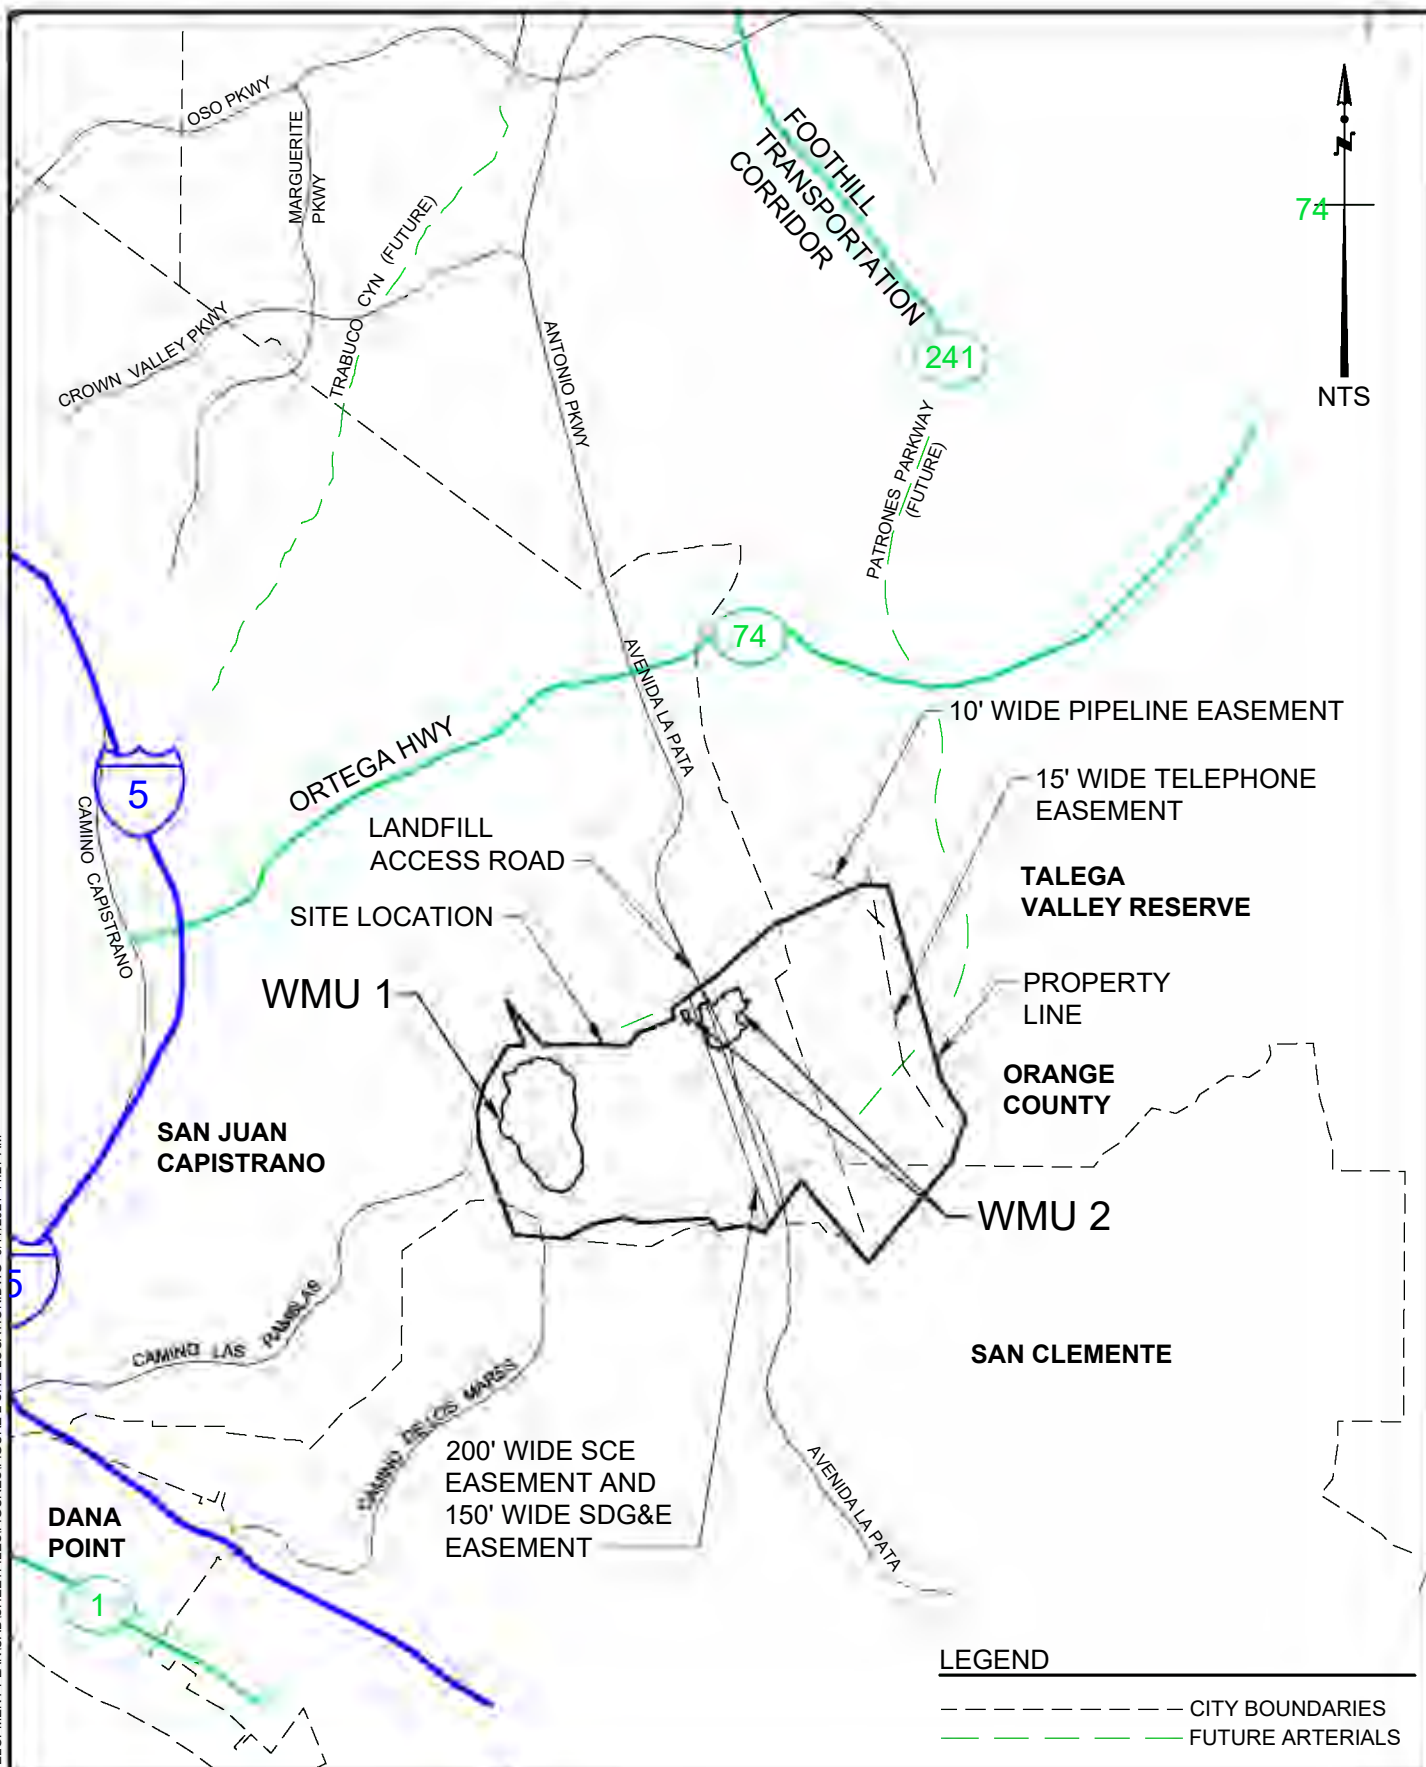 OSO PKWY
MARGUERITE
PKWY
TRABUCO CYN (FUTURE)
CROWN VALLEY PKWY
ANTONIO PKWY
FOOTHILL
TRANSPORTATION
CORRIDOR
241
N
74
NTS
PATRONES PARKWAY
(FUTURE)
74
AVENIDA LA PATA
ORTEGA HWY
5
CAMINO CAPISTRANO
10' WIDE PIPELINE EASEMENT
15' WIDE TELEPHONE
EASEMENT
LANDFILL
ACCESS ROAD
TALEGA
VALLEY RESERVE
SITE LOCATION
WMU 1
PROPERTY
LINE
ORANGE
COUNTY
SAN JUAN
CAPISTRANO
WMU 2
5
CAMINO LAS RAMBLAS
SAN CLEMENTE
CAMINO DE LOS MARES
200' WIDE SCE
EASEMENT AND
150' WIDE SDG&E
EASEMENT
AVENIDA LA PATA
DANA
POINT
1
LEGEND
CITY BOUNDARIES
FUTURE ARTERIALS